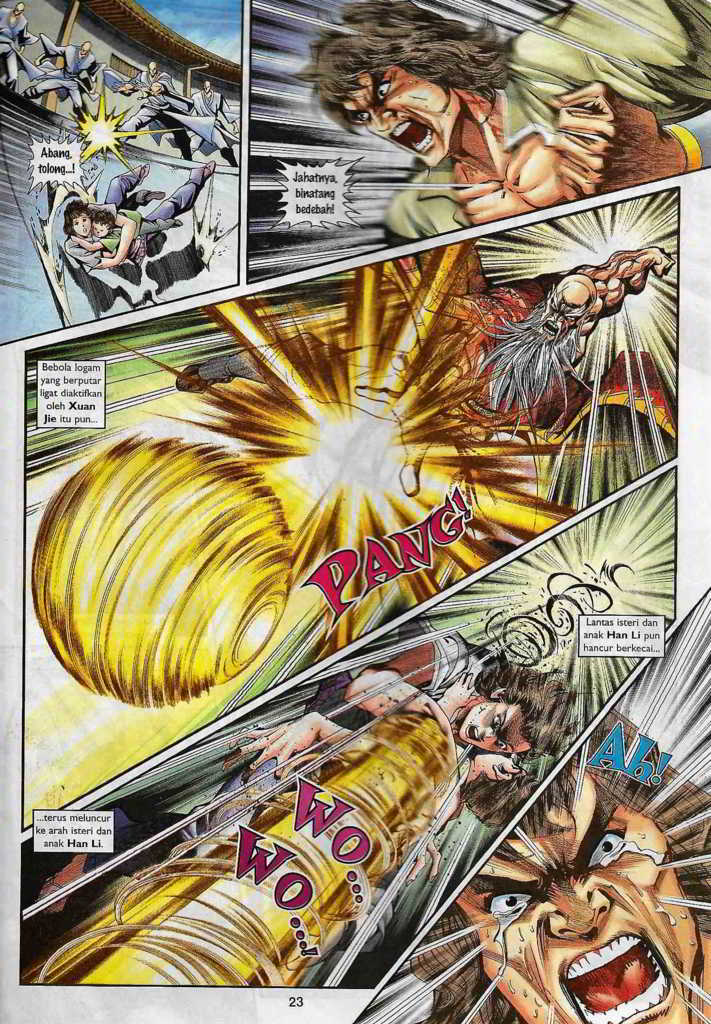 Abang,
tolong...!
Jahatnya,
binatang
bedebah!
Bebola logam
yang berputar
ligat diaktifkan
oleh Xuan
Jie itu pun...
PANG!
Lantas isteri dan
anak Han Li pun
hancur berkecai...
...terus meluncur
ke arah isteri dan
anak Han Li.
WO...
WO...!
Ah!
23